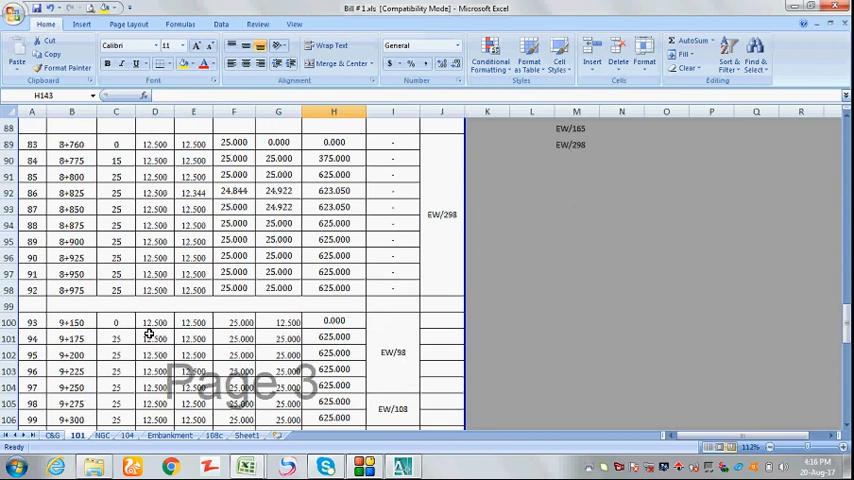 Bill # 1.xls [Compatibility Mode] - Microsoft Excel
Home Page Layout Formulas Data Review View
Cut
Copy
Format Painter
Paste
Clipboard
Calibri 11
B I U
Font
Wrap Text
Merge & Center
Alignment
General
$ % ,
Number
Conditional Formatting
Format as Table
Cell Styles
Styles
Insert Delete Format
Cells
AutoSum
Fill
Clear
Sort & Filter
Find & Select
Editing
H143 fx
A B C D E F G H I J K L M N O P Q R
88 EW/165
89 83 8+760 0 12.500 12.500 25.000 0.000 0.000 - EW/298
90 84 8+775 15 12.500 12.500 25.000 25.000 375.000 -
91 85 8+800 25 12.500 12.500 25.000 25.000 623.050 -
92 86 8+825 25 12.500 12.344 24.844 24.922 623.050 -
93 87 8+850 25 12.500 12.500 25.000 24.922 623.050 - EW/298
94 88 8+875 25 12.500 12.500 25.000 25.000 625.000 -
95 89 8+900 25 12.500 12.500 25.000 25.000 625.000 -
96 90 8+925 25 12.500 12.500 25.000 25.000 625.000 -
97 91 8+950 25 12.500 12.500 25.000 25.000 625.000 -
98 92 8+975 25 12.500 12.500 25.000 25.000 625.000 -
99
100 93 9+150 0 12.500 12.500 25.000 12.500 0.000
101 94 9+175 25 12.500 12.500 25.000 25.000 625.000
102 95 9+200 25 12.500 12.500 25.000 25.000 625.000 EW/98
103 96 9+225 25 12.500 12.500 25.000 25.000 625.000
104 97 9+250 25 12.500 12.500 25.000 25.000 625.000
105 98 9+275 25 12.500 12.500 25.000 25.000 625.000 EW/108
106 99 9+300 25 12.500 12.500 25.000 25.000 625.000
Page 3
C&G 101 NGC 104 Embankment 108c Sheet1
Ready 112%
4:16 PM
20-Aug-17